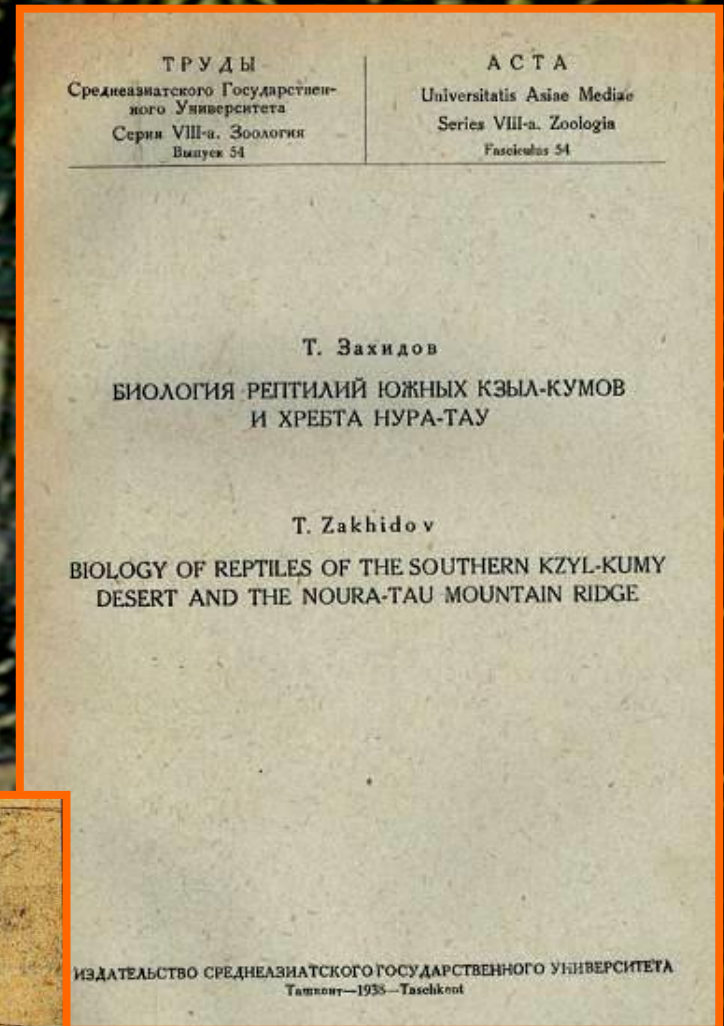 ТРУДЫ
Среднеазиатского Государствен-
ного Университета
Серия VIII-а. Зоология
Выпуск 54
ACTA
Universitatis Asiae Mediae
Series VIII-a. Zoologia
Fasciculus 54
Т. Захидов
БИОЛОГИЯ РЕПТИЛИЙ ЮЖНЫХ КЗЫЛ-КУМОВ
И ХРЕБТА НУРА-ТАУ
T. Zakhidov
BIOLOGY OF REPTILES OF THE SOUTHERN KZYL-KUMY
DESERT AND THE NOURA-TAU MOUNTAIN RIDGE
ИЗДАТЕЛЬСТВО СРЕДНЕАЗИАТСКОГО ГОСУДАРСТВЕННОГО УНИВЕРСИТЕТА
Ташкент—1938—Taschkent